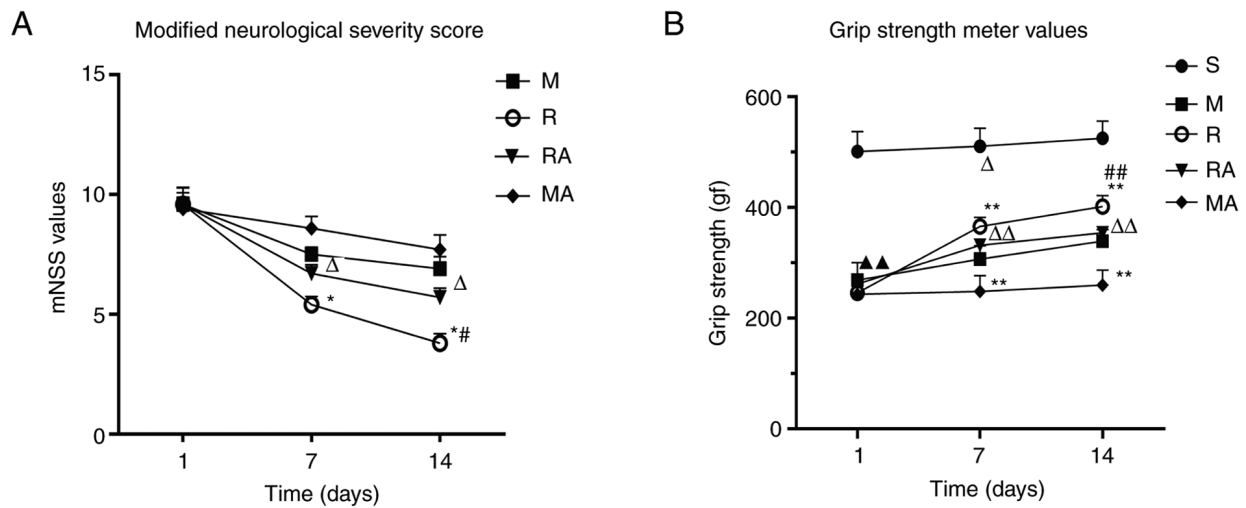 A
Modified neurological severity score
15
10
5
0
mNSS values
1 7 14
Time (days)
M
R
RA
MA
Δ
*
Δ
*#
B
Grip strength meter values
600
400
200
0
Grip strength (gf)
1 7 14
Time (days)
S
M
R
RA
MA
▲▲
Δ
**
ΔΔ
**
##
**
ΔΔ
**